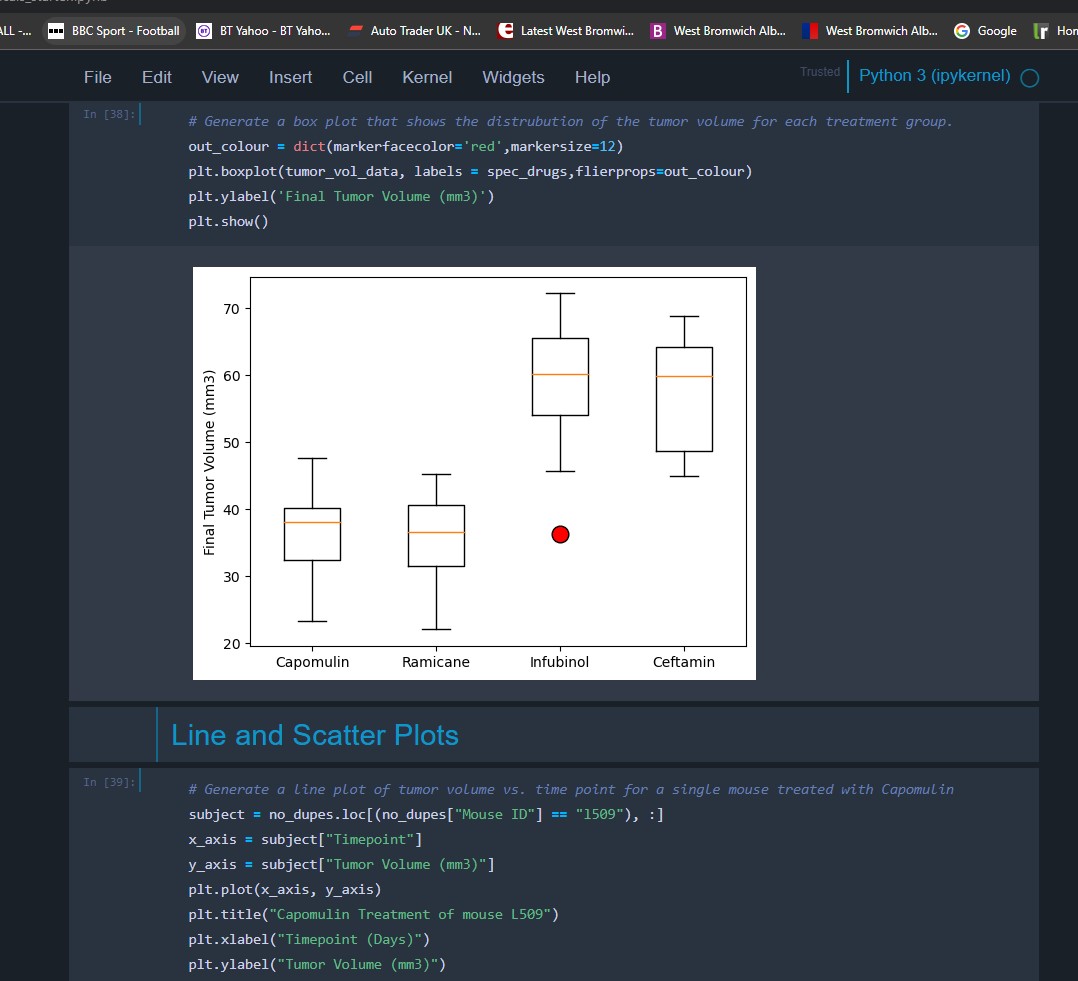 ALL -...
BBC Sport - Football
BT Yahoo - BT Yaho...
Auto Trader UK - N...
Latest West Bromwi...
B
West Bromwich Alb...
West Bromwich Alb...
Google
Hor
File Edit View Insert Cell Kernel Widgets Help
Trusted
Python 3 (ipykernel)
In [38]:
# Generate a box plot that shows the distrubution of the tumor volume for each treatment group.
out_colour = dict(markerfacecolor='red',markersize=12)
plt.boxplot(tumor_vol_data, labels = spec_drugs,flierprops=out_colour)
plt.ylabel('Final Tumor Volume (mm3)')
plt.show()
Final Tumor Volume (mm3)
70
60
50
40
30
20
Capomulin Ramicane Infubinol Ceftamin
Line and Scatter Plots
In [39]:
# Generate a line plot of tumor volume vs. time point for a single mouse treated with Capomulin
subject = no_dupes.loc[(no_dupes["Mouse ID"] == "l509"), :]
x_axis = subject["Timepoint"]
y_axis = subject["Tumor Volume (mm3)"]
plt.plot(x_axis, y_axis)
plt.title("Capomulin Treatment of mouse L509")
plt.xlabel("Timepoint (Days)")
plt.ylabel("Tumor Volume (mm3)")